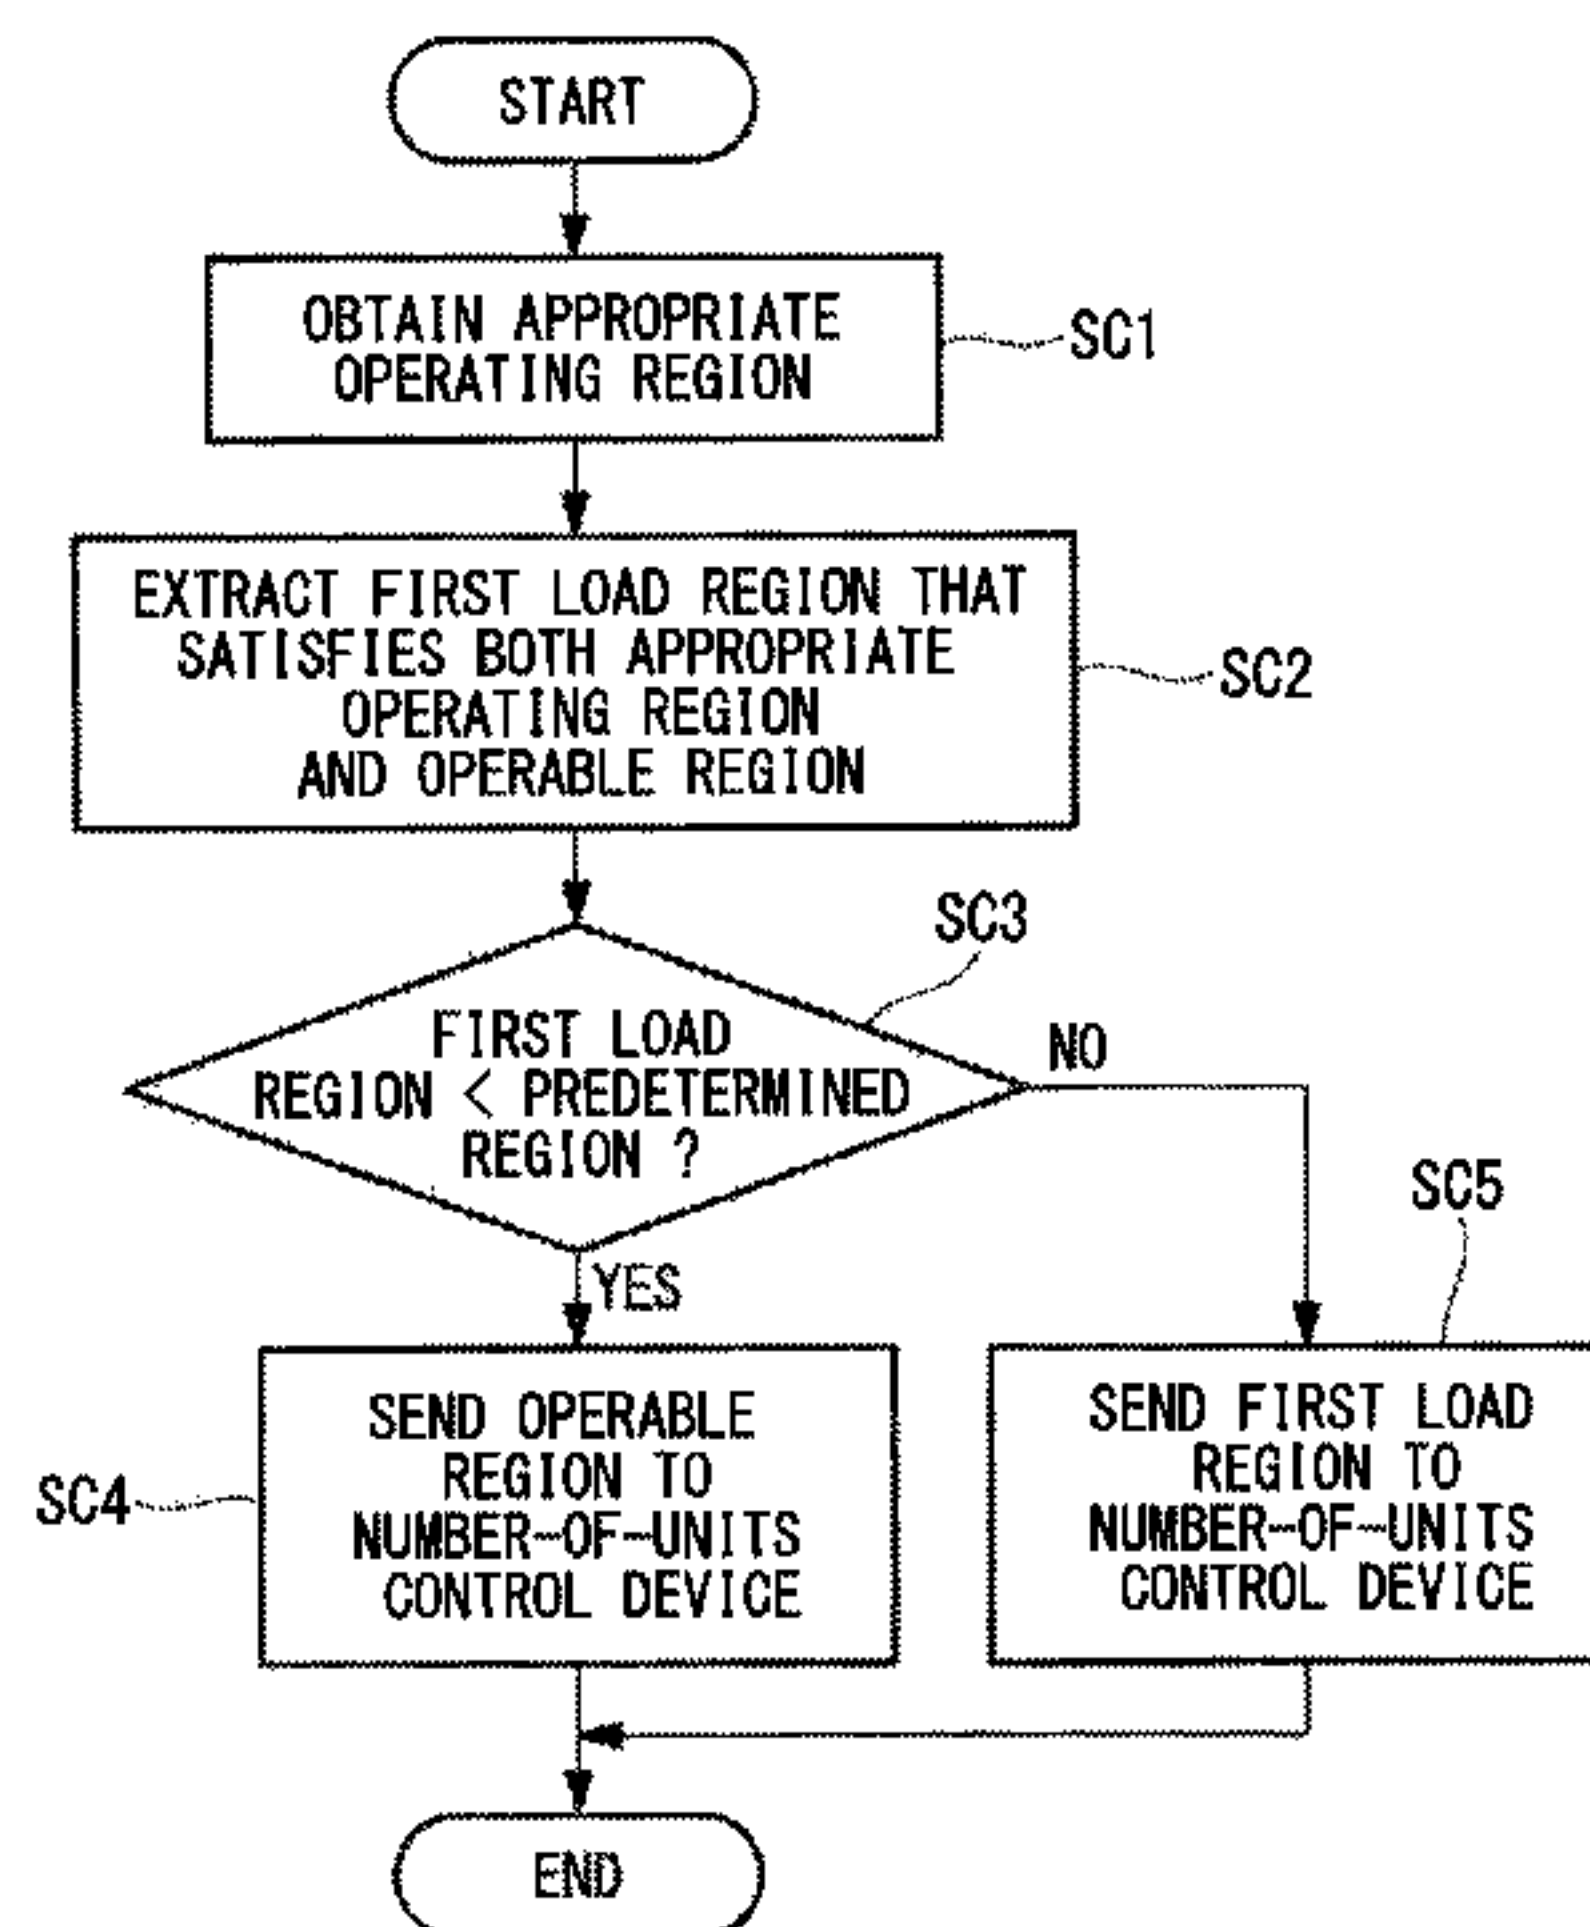 START
OBTAIN APPROPRIATE
OPERATING REGION
SC1
EXTRACT FIRST LOAD REGION THAT
SATISFIES BOTH APPROPRIATE
OPERATING REGION
AND OPERABLE REGION
SC2
SC3
FIRST LOAD
REGION < PREDETERMINED
REGION ?
NO
YES
SC5
SEND OPERABLE
REGION TO
NUMBER-OF-UNITS
CONTROL DEVICE
SC4
SEND FIRST LOAD
REGION TO
NUMBER-OF-UNITS
CONTROL DEVICE
END